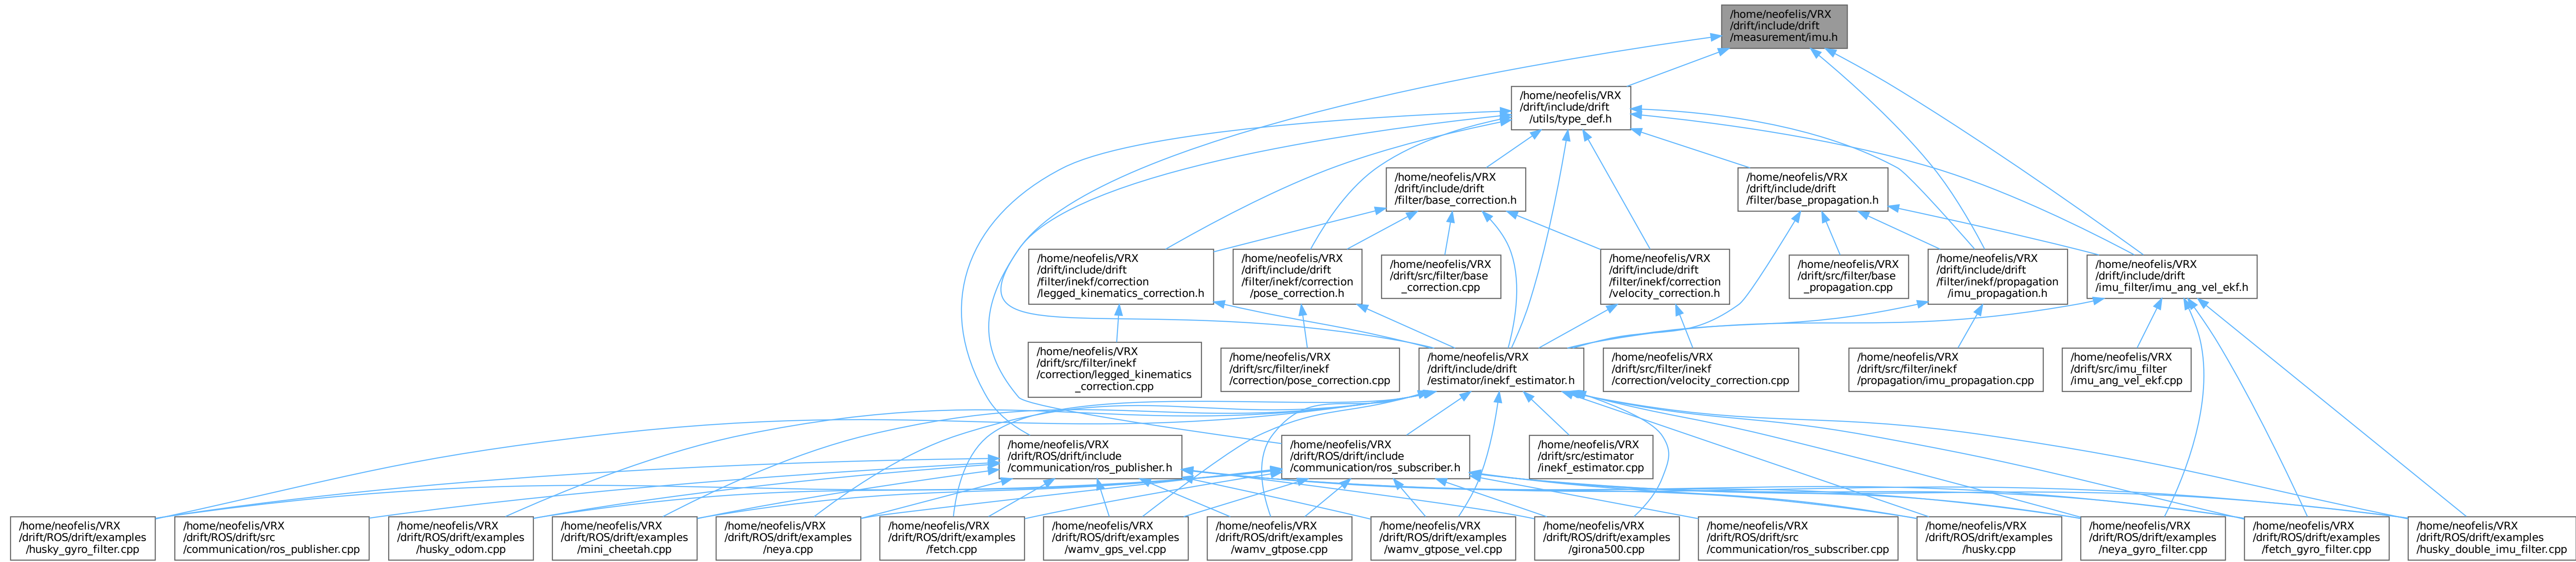 /home/neofelis/VRX
/drift/include/drift
/measurement/imu.h
/home/neofelis/VRX
/drift/include/drift
/utils/type_def.h
/home/neofelis/VRX
/drift/include/drift
/filter/base_correction.h
/home/neofelis/VRX
/drift/include/drift
/filter/base_propagation.h
/home/neofelis/VRX
/drift/include/drift
/filter/inekf/correction
/legged_kinematics_correction.h
/home/neofelis/VRX
/drift/include/drift
/filter/inekf/correction
/pose_correction.h
/home/neofelis/VRX
/drift/src/filter/base
_correction.cpp
/home/neofelis/VRX
/drift/include/drift
/filter/inekf/correction
/velocity_correction.h
/home/neofelis/VRX
/drift/src/filter/base
_propagation.cpp
/home/neofelis/VRX
/drift/include/drift
/filter/inekf/propagation
/imu_propagation.h
/home/neofelis/VRX
/drift/include/drift
/imu_filter/imu_ang_vel_ekf.h
/home/neofelis/VRX
/drift/src/filter/inekf
/correction/legged_kinematics
_correction.cpp
/home/neofelis/VRX
/drift/src/filter/inekf
/correction/pose_correction.cpp
/home/neofelis/VRX
/drift/include/drift
/estimator/inekf_estimator.h
/home/neofelis/VRX
/drift/src/filter/inekf
/correction/velocity_correction.cpp
/home/neofelis/VRX
/drift/src/filter/inekf
/propagation/imu_propagation.cpp
/home/neofelis/VRX
/drift/src/imu_filter
/imu_ang_vel_ekf.cpp
/home/neofelis/VRX
/drift/ROS/drift/include
/communication/ros_publisher.h
/home/neofelis/VRX
/drift/ROS/drift/include
/communication/ros_subscriber.h
/home/neofelis/VRX
/drift/src/estimator
/inekf_estimator.cpp
/home/neofelis/VRX
/drift/ROS/drift/examples
/husky_gyro_filter.cpp
/home/neofelis/VRX
/drift/ROS/drift/src
/communication/ros_publisher.cpp
/home/neofelis/VRX
/drift/ROS/drift/examples
/husky_odom.cpp
/home/neofelis/VRX
/drift/ROS/drift/examples
/mini_cheetah.cpp
/home/neofelis/VRX
/drift/ROS/drift/examples
/neya.cpp
/home/neofelis/VRX
/drift/ROS/drift/examples
/fetch.cpp
/home/neofelis/VRX
/drift/ROS/drift/examples
/wamv_gps_vel.cpp
/home/neofelis/VRX
/drift/ROS/drift/examples
/wamv_gtpose.cpp
/home/neofelis/VRX
/drift/ROS/drift/examples
/wamv_gtpose_vel.cpp
/home/neofelis/VRX
/drift/ROS/drift/examples
/girona500.cpp
/home/neofelis/VRX
/drift/ROS/drift/src
/communication/ros_subscriber.cpp
/home/neofelis/VRX
/drift/ROS/drift/examples
/husky.cpp
/home/neofelis/VRX
/drift/ROS/drift/examples
/neya_gyro_filter.cpp
/home/neofelis/VRX
/drift/ROS/drift/examples
/fetch_gyro_filter.cpp
/home/neofelis/VRX
/drift/ROS/drift/examples
/husky_double_imu_filter.cpp